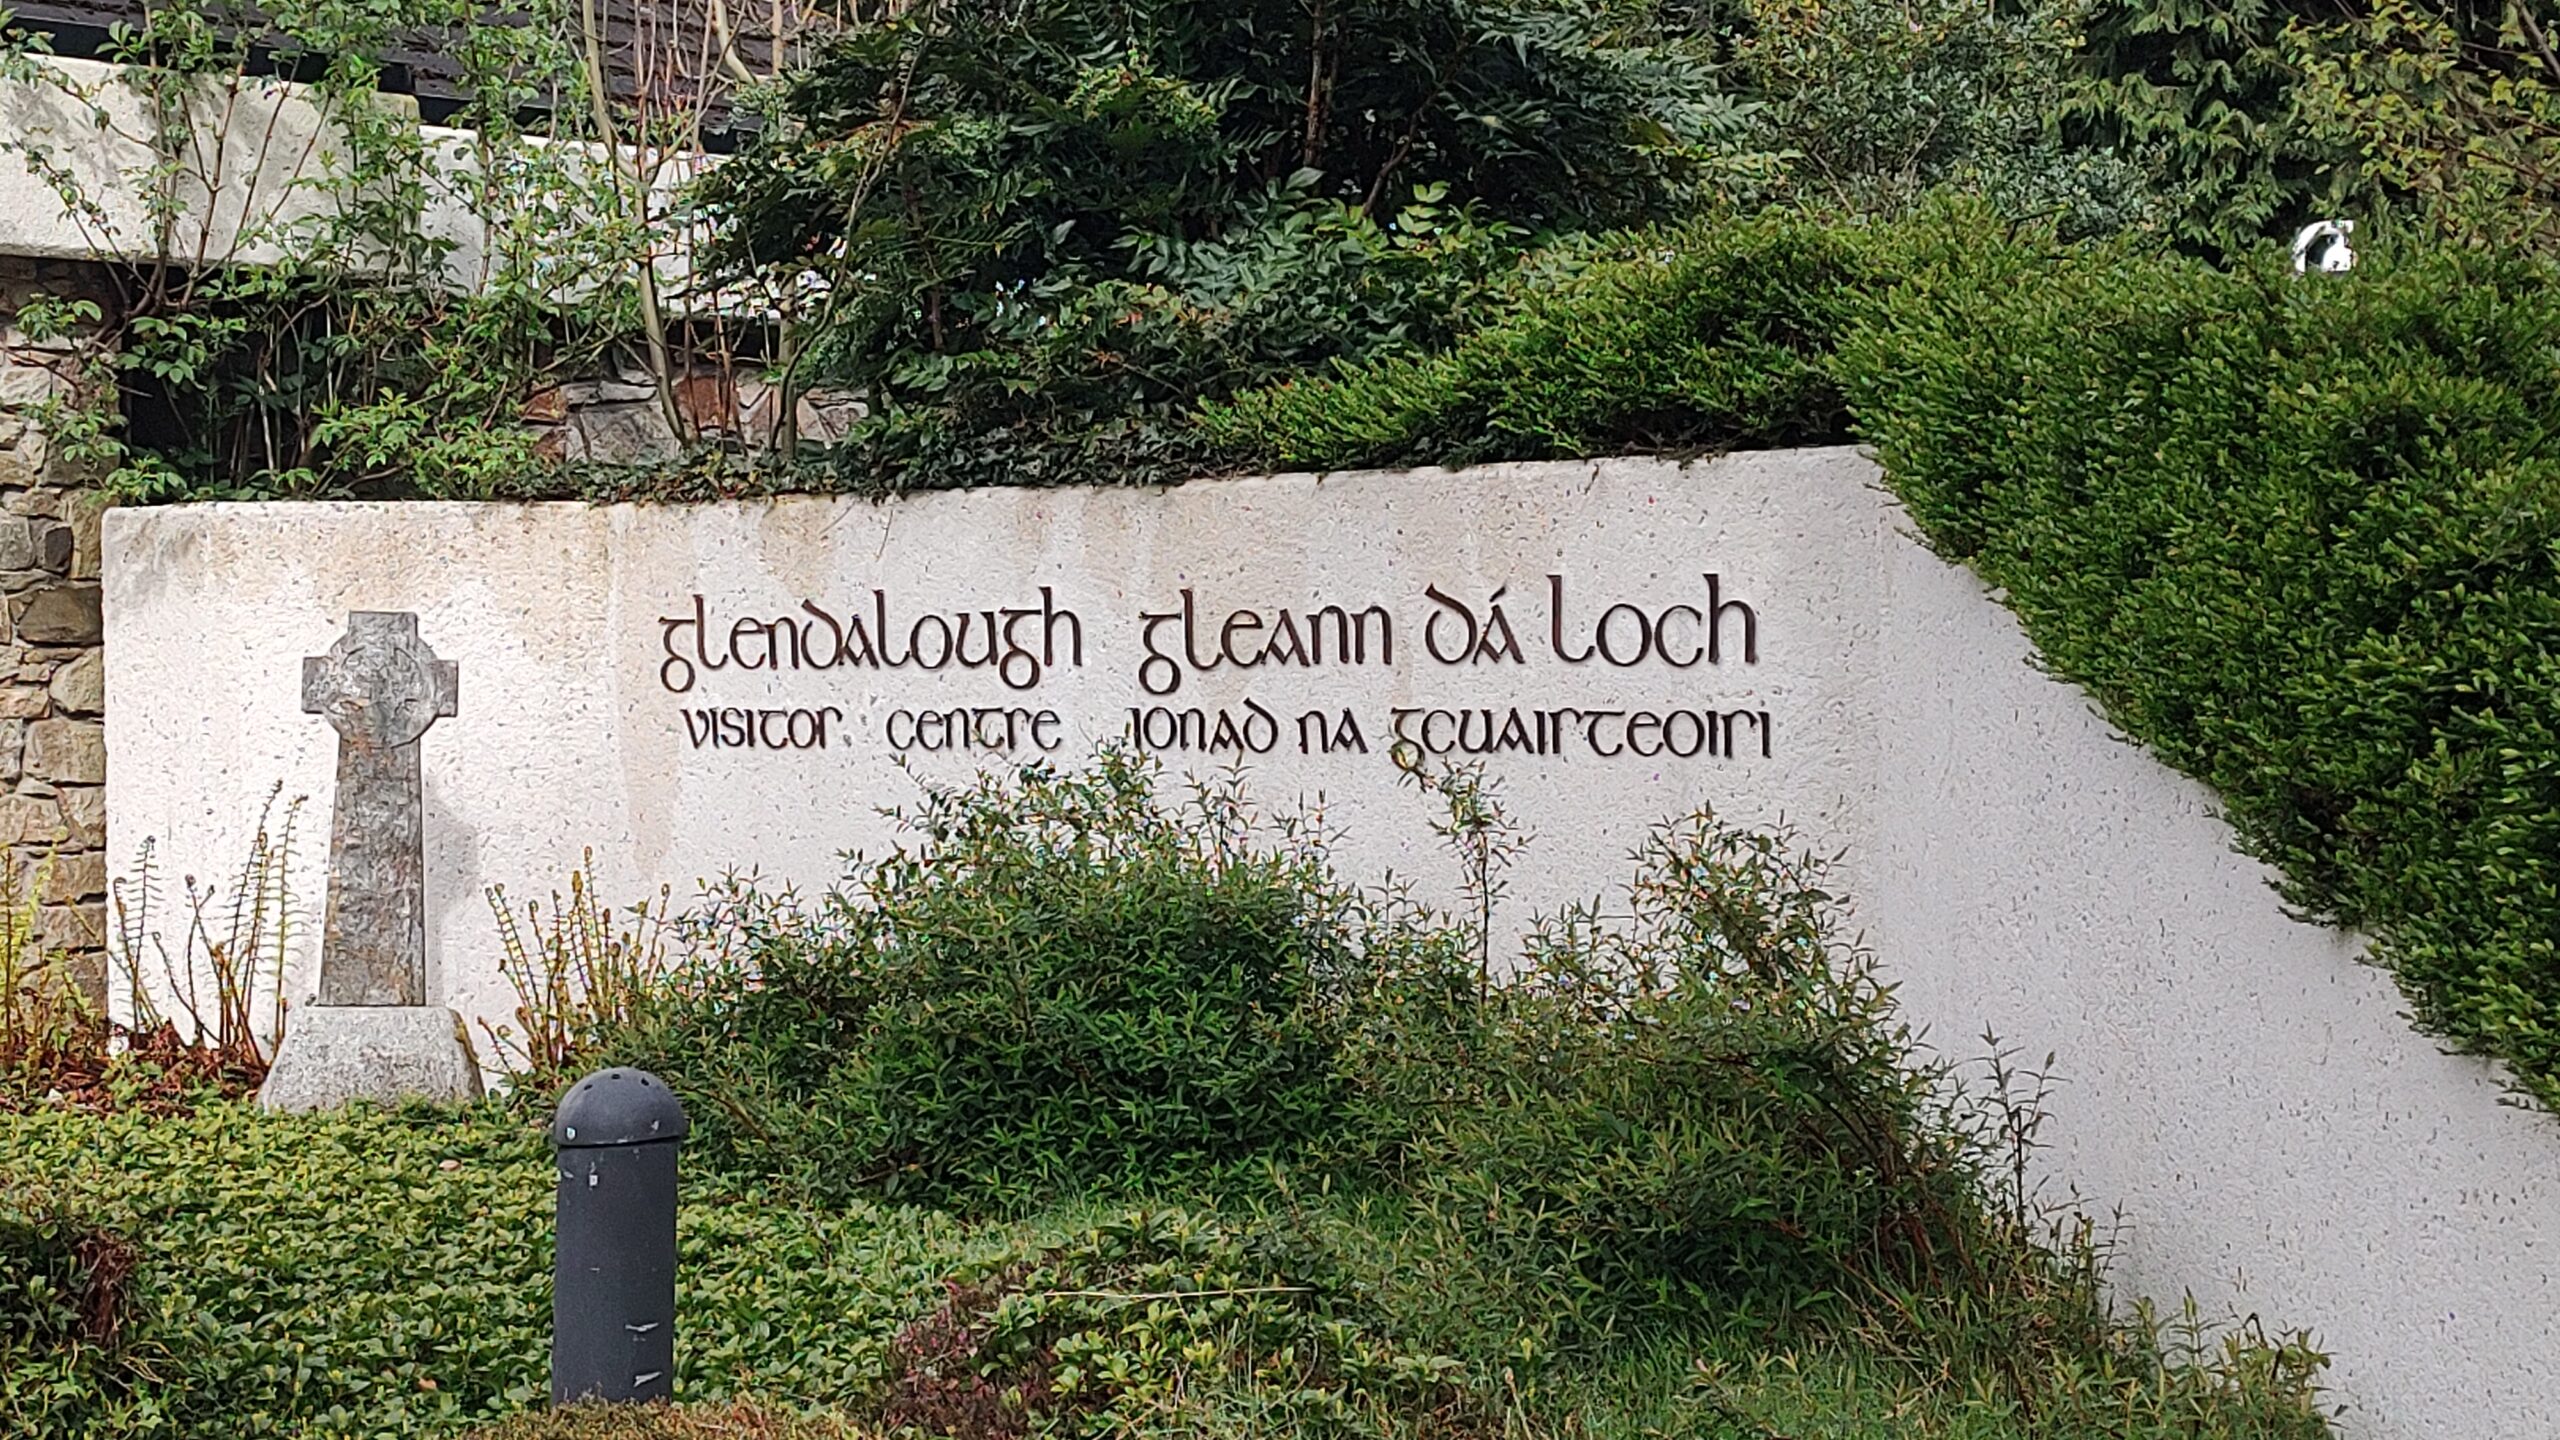 glendalough gleann dá loch
visitor centre ionad na gcuairteoirí